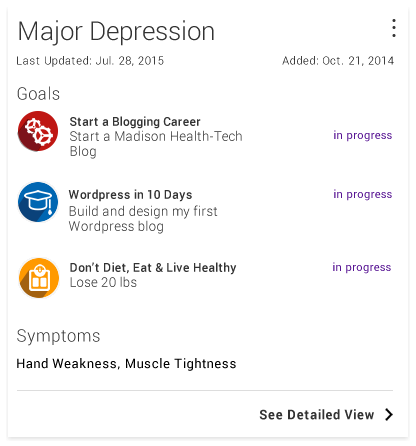 Major Depression
Last Updated: Jul. 28, 2015 Added: Oct. 21, 2014
Goals
Start a Blogging Career
Start a Madison Health-Tech
Blog
in progress
Wordpress in 10 Days
Build and design my first
Wordpress blog
in progress
Don't Diet, Eat & Live Healthy
Lose 20 lbs
in progress
Symptoms
Hand Weakness, Muscle Tightness
See Detailed View